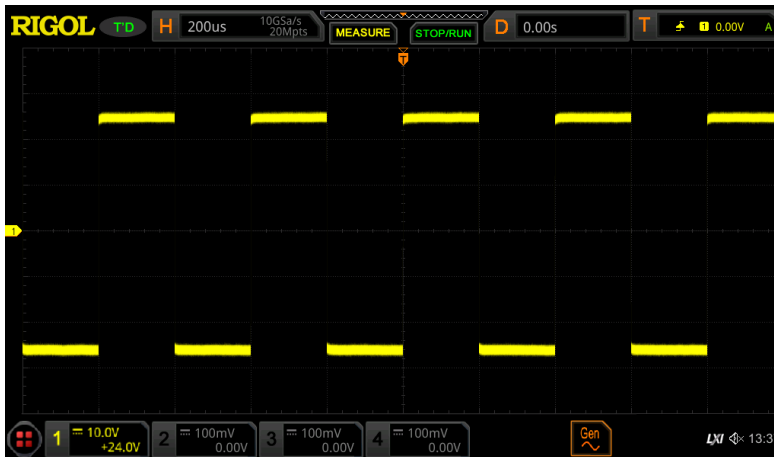 RIGOL T'D H 200us 10GSa/s 20Mpts MEASURE STOP/RUN D 0.00s T 1 0.00V A
T
1
1 10.0V +24.0V 2 100mV 0.00V 3 100mV 0.00V 4 100mV 0.00V Gen LXI 13:3